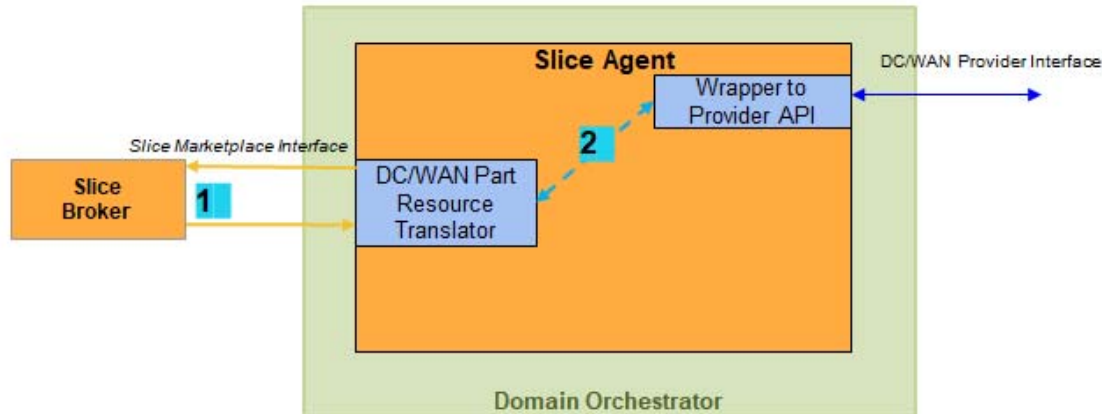 Slice Agent
DC/WAN Provider Interface
Wrapper to
Provider API
Slice Marketplace Interface
2
DC/WAN Part
Resource
Translator
Slice
Broker
1
Domain Orchestrator